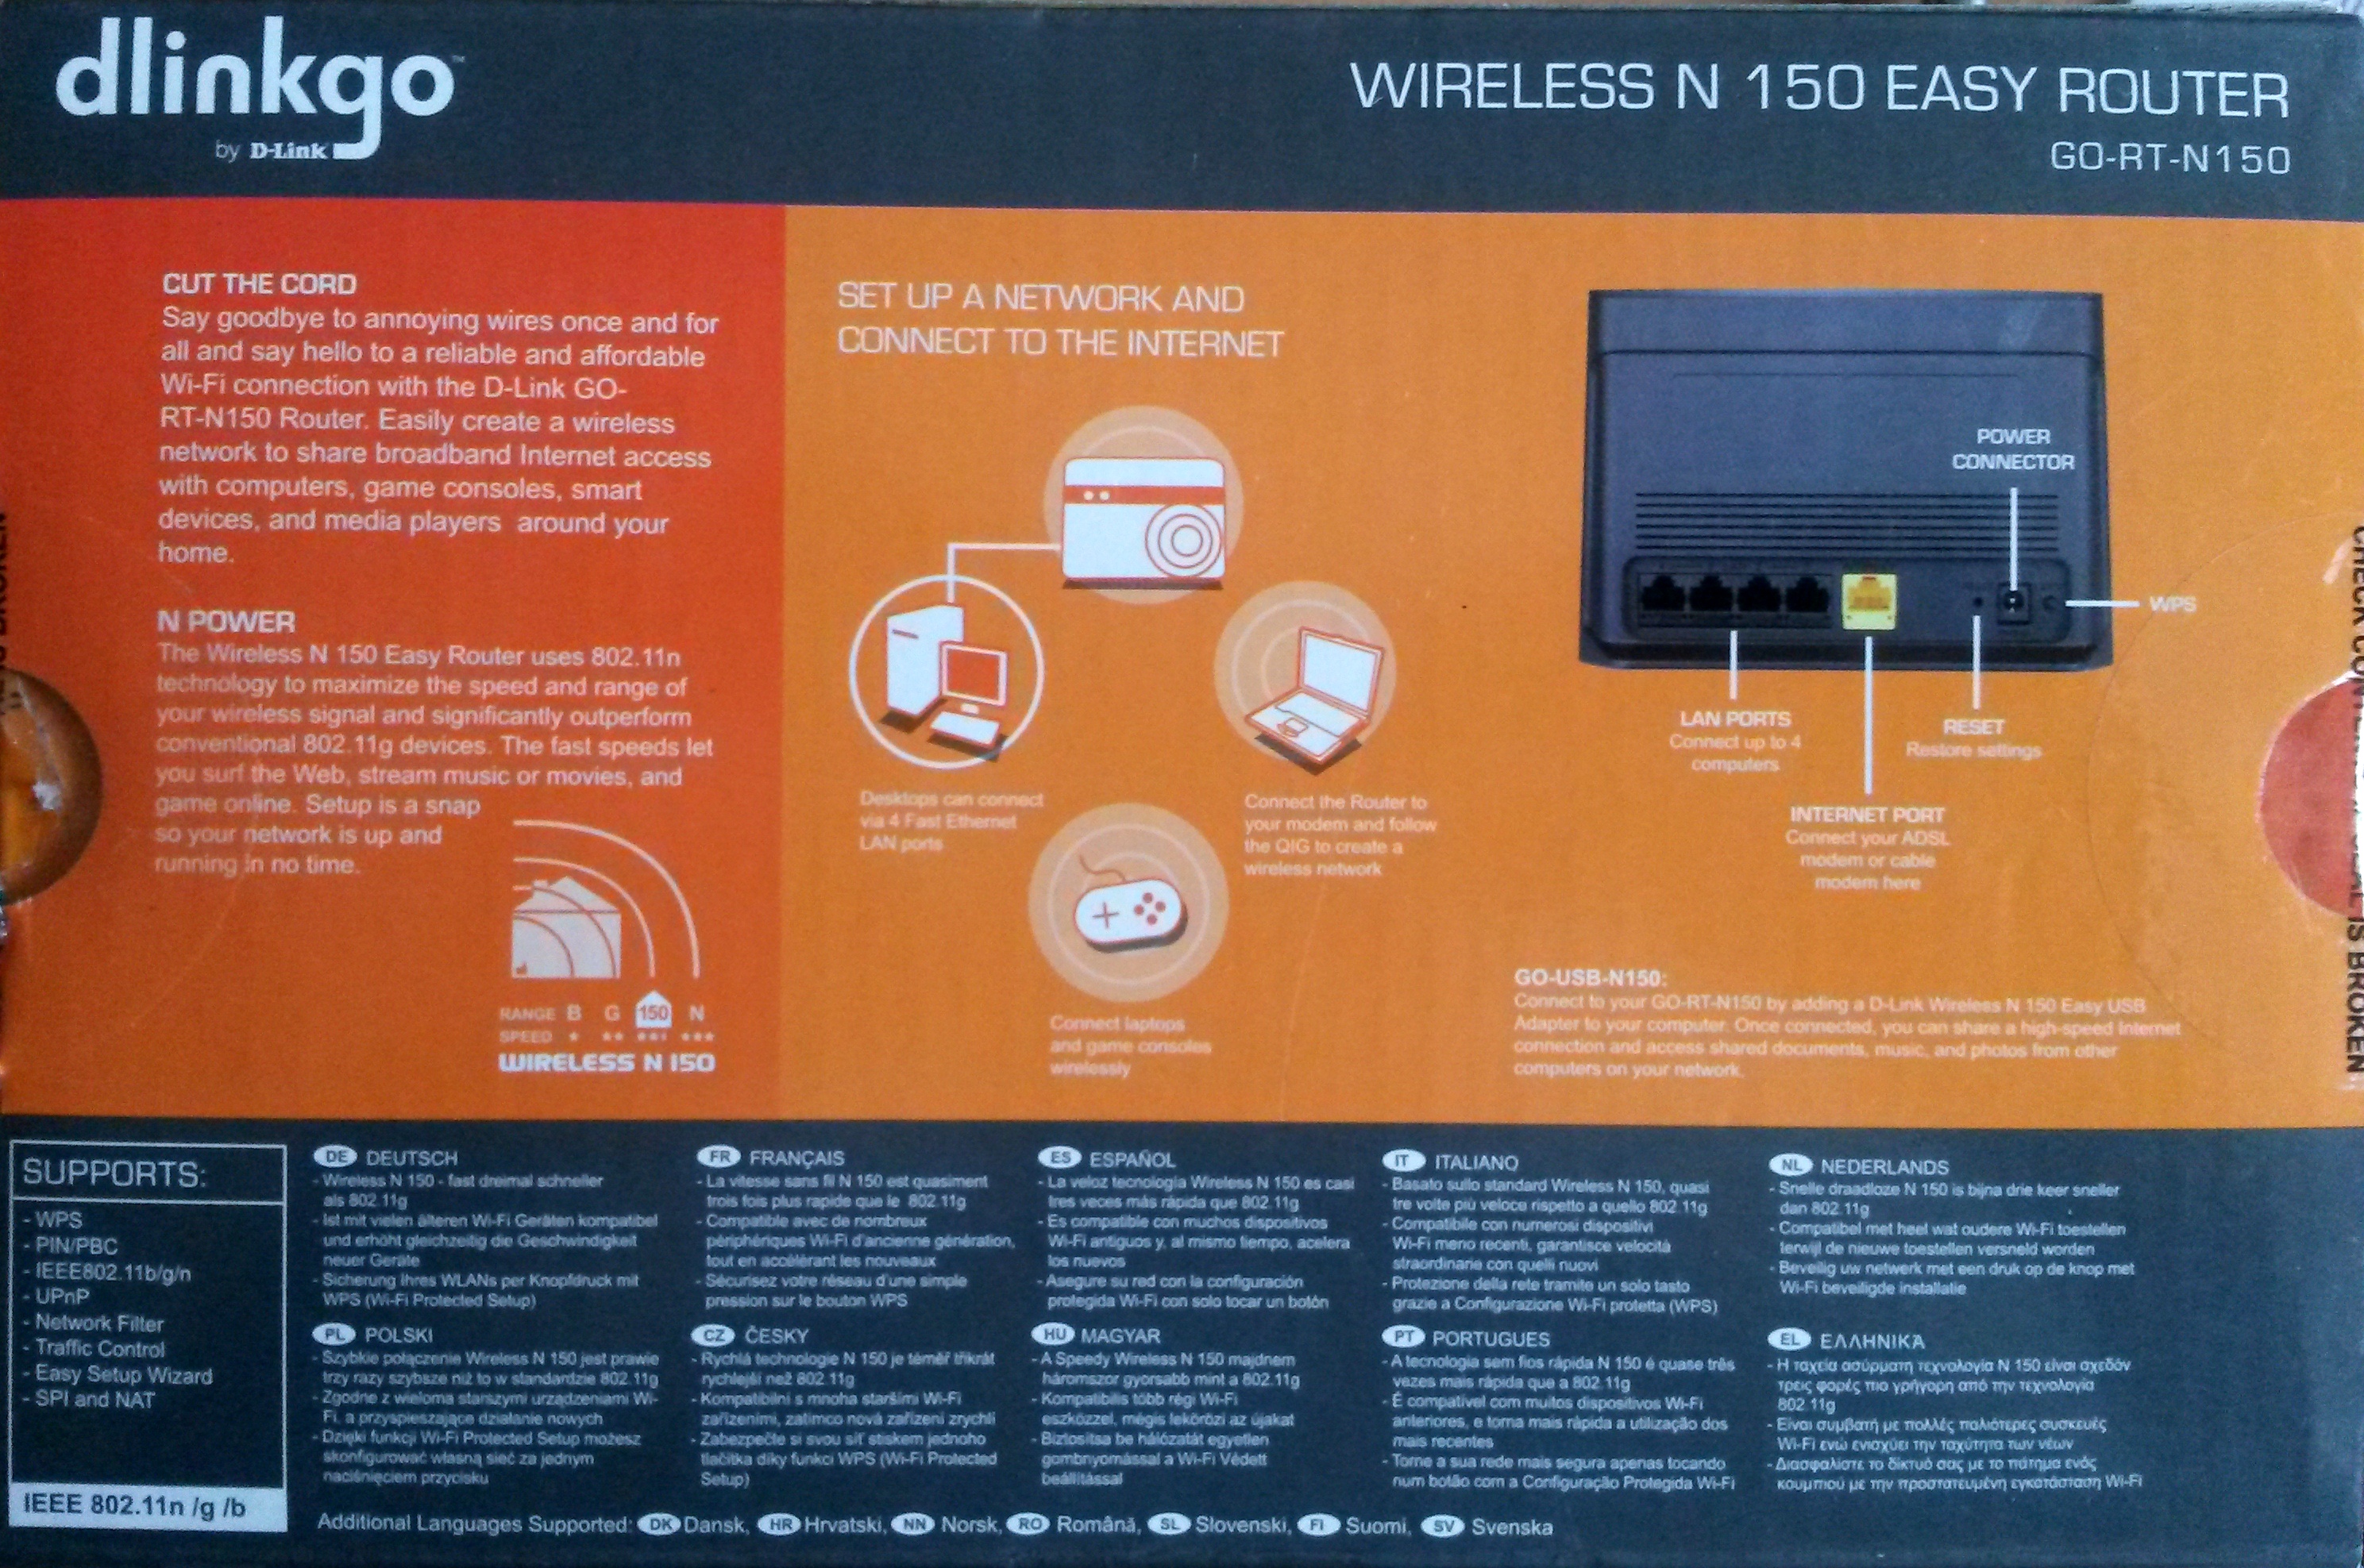 dlinkgo™
by D-Link
WIRELESS N 150 EASY ROUTER
GO-RT-N150
CUT THE CORD
Say goodbye to annoying wires once and for
all and say hello to a reliable and affordable
Wi-Fi connection with the D-Link GO-
RT-N150 Router. Easily create a wireless
network to share broadband Internet access
with computers, game consoles, smart
devices, and media players around your
home.
N POWER
The Wireless N 150 Easy Router uses 802.11n
technology to maximize the speed and range of
your wireless signal and significantly outperform
conventional 802.11g devices. The fast speeds let
you surf the Web, stream music or movies, and
game online. Setup is a snap
so your network is up and
running in no time.
RANGE B G 150 N
SPEED
WIRELESS N 150
SET UP A NETWORK AND
CONNECT TO THE INTERNET
Desktops can connect
via 4 Fast Ethernet
LAN ports
Connect the Router to
your modem and follow
the QIG to create a
wireless network
Connect laptops
and game consoles
wirelessly
POWER
CONNECTOR
WPS
LAN PORTS
Connect up to 4
computers
RESET
Restore settings
INTERNET PORT
Connect your ADSL
modem or cable
modem here
GO-USB-N150:
Connect to your GO-RT-N150 by adding a D-Link Wireless N 150 Easy USB
Adapter to your computer. Once connected, you can share a high-speed Internet
connection and access shared documents, music, and photos from other
computers on your network.
IS BROKEN
SUPPORTS:
- WPS
- PIN/PBC
- IEEE802.11b/g/n
- UPnP
- Network Filter
- Traffic Control
- Easy Setup Wizard
- SPI and NAT
IEEE 802.11n /g /b
DE DEUTSCH
- Wireless N 150 - fast dreimal schneller
als 802.11g
- Ist mit vielen älteren Wi-Fi Geräten kompatibel
und erhöht gleichzeitig die Geschwindigkeit
neuer Geräte
- Sicherung Ihres WLANs per Knopfdruck mit
WPS (Wi-Fi Protected Setup)
FR FRANÇAIS
- La vitesse sans fil N 150 est quasiment
trois fois plus rapide que le 802.11g
- Compatible avec de nombreux
périphériques Wi-Fi d'ancienne génération,
tout en accélérant les nouveaux
- Sécurisez votre réseau d'une simple
pression sur le bouton WPS
ES ESPAÑOL
- La veloz tecnología Wireless N 150 es casi
tres veces más rápida que 802.11g
- Es compatible con muchos dispositivos
Wi-Fi antiguos y, al mismo tiempo, acelera
los nuevos
- Asegure su red con la configuración
protegida Wi-Fi con solo tocar un botón
IT ITALIANO
- Basato sullo standard Wireless N 150, quasi
tre volte più veloce rispetto a quello 802.11g
- Compatibile con numerosi dispositivi
Wi-Fi meno recenti, garantisce velocità
straordinarie con quelli nuovi
- Protezione della rete tramite un solo tasto
grazie a Configurazione Wi-Fi protetta (WPS)
NL NEDERLANDS
- Snelle draadloze N 150 is bijna drie keer sneller
dan 802.11g
- Compatibel met heel wat oudere Wi-Fi toestellen
terwijl de nieuwe toestellen versneld worden
- Beveilig uw netwerk met een druk op de knop met
Wi-Fi beveiligde installatie
PL POLSKI
- Szybkie połączenie Wireless N 150 jest prawie
trzy razy szybsze niż to w standardzie 802.11g
- Zgodne z wieloma starszymi urządzeniami Wi-
Fi, a przyspieszające działanie nowych
- Dzięki funkcji Wi-Fi Protected Setup możesz
skonfigurować własną sieć za jednym
naciśnięciem przycisku
CZ ČESKY
- Rychlá technologie N 150 je téměř třikrát
rychlejší než 802.11g
- Kompatibilní s mnoha staršími Wi-Fi
zařízeními, zatímco nová zařízení zrychlí
- Zabezpečte si svou síť stiskem jednoho
tlačítka díky funkci WPS (Wi-Fi Protected
Setup)
HU MAGYAR
- A Speedy Wireless N 150 majdnem
háromszor gyorsabb mint a 802.11g
- Kompatibilis több régi Wi-Fi
eszközzel, mégis lekörözi az újakat
- Biztosítsa be hálózatát egyetlen
gombnyomással a Wi-Fi Védett
beállítással
PT PORTUGUES
- A tecnologia sem fios rápida N 150 é quase três
vezes mais rápida que a 802.11g
- É compatível com muitos dispositivos Wi-Fi
anteriores, e torna mais rápida a utilização dos
mais recentes
- Torne a sua rede mais segura apenas tocando
num botão com a Configuração Protegida Wi-Fi
EL ΕΛΛΗΝΙΚΆ
- Η ταχεία ασύρματη τεχνολογία N 150 είναι σχεδόν
τρεις φορές πιο γρήγορη από την τεχνολογία
802.11g
- Είναι συμβατή με πολλές παλιότερες συσκευές
Wi-Fi ενώ ενισχύει την ταχύτητα των νέων
- Διασφαλίστε το δίκτυό σας με το πάτημα ενός
κουμπιού με την προστατευμένη εγκατάσταση Wi-Fi
Additional Languages Supported: DK Dansk, HR Hrvatski, NN Norsk, RO Română, SL Slovenski, FI Suomi, SV Svenska